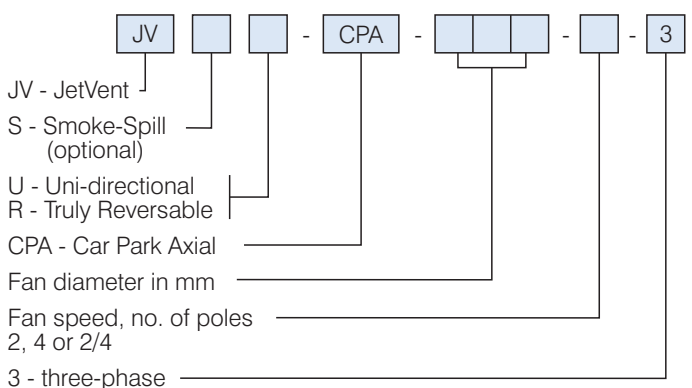 JV - CPA - - - 3
JV - JetVent
S - Smoke-Spill
(optional)
U - Uni-directional
R - Truly Reversable
CPA - Car Park Axial
Fan diameter in mm
Fan speed, no. of poles
2, 4 or 2/4
3 - three-phase